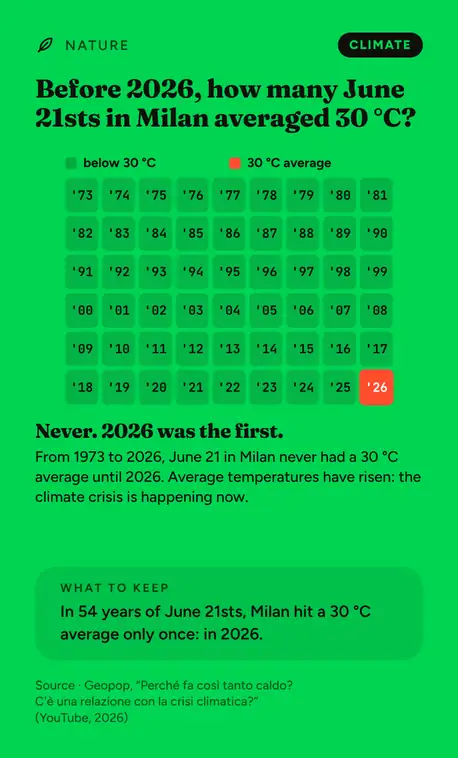 NATURE
CLIMATE
Before 2026, how many June
21sts in Milan averaged 30 °C?
below 30 °C
30 °C average
'73 '74 '75 '76 '77 '78 '79 '80 '81
'82 '83 '84 '85 '86 '87 '88 '89 '90
'91 '92 '93 '94 '95 '96 '97 '98 '99
'00 '01 '02 '03 '04 '05 '06 '07 '08
'09 '10 '11 '12 '13 '14 '15 '16 '17
'18 '19 '20 '21 '22 '23 '24 '25 '26
Never. 2026 was the first.
From 1973 to 2026, June 21 in Milan never had a 30 °C
average until 2026. Average temperatures have risen: the
climate crisis is happening now.
WHAT TO KEEP
In 54 years of June 21sts, Milan hit a 30 °C
average only once: in 2026.
Source · Geopop, “Perché fa così tanto caldo?
C'è una relazione con la crisi climatica?”
(YouTube, 2026)